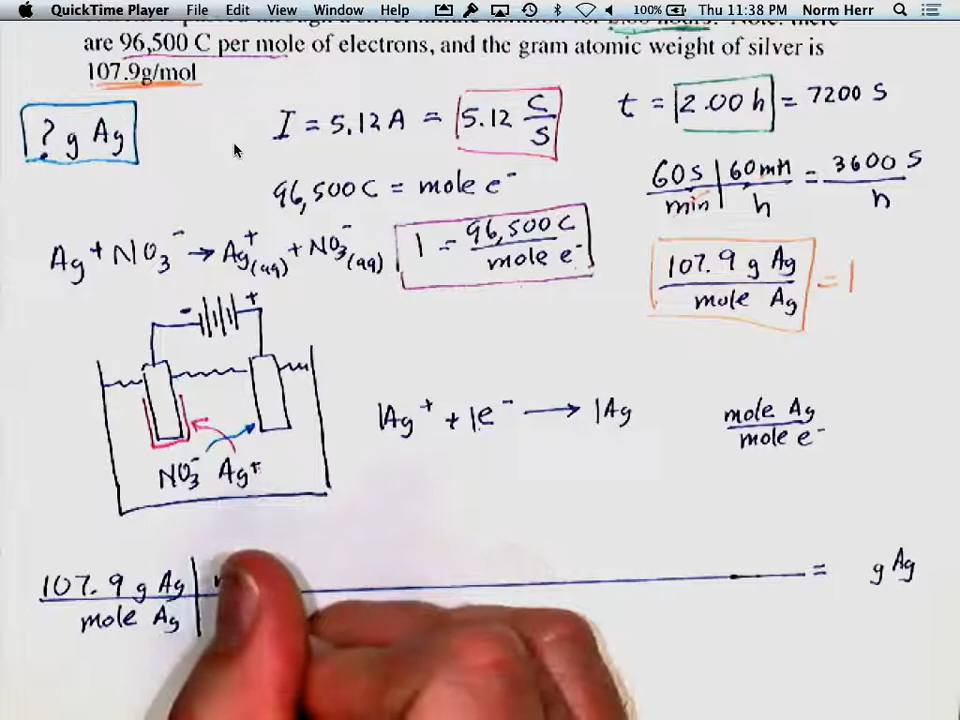 QuickTime Player File Edit View Window Help 100% Thu 11:38 PM Norm Herr
are 96,500 C per mole of electrons, and the gram atomic weight of silver is
107.9g/mol
? g Ag
I = 5.12 A = 5.12 C/S
t = 2.00 h = 7200 S
96,500 C = mole e⁻
60 s/min | 60 min/h = 3600 S/h
Ag⁺NO₃⁻ → Ag⁺(aq) + NO₃⁻(aq)
1 = 96,500 C/mole e⁻
107.9 g Ag/mole Ag = 1
- +
1Ag⁺ + 1e⁻ → 1Ag
mole Ag/mole e⁻
NO₃⁻ Ag⁺
107.9 g Ag/mole Ag | = g Ag